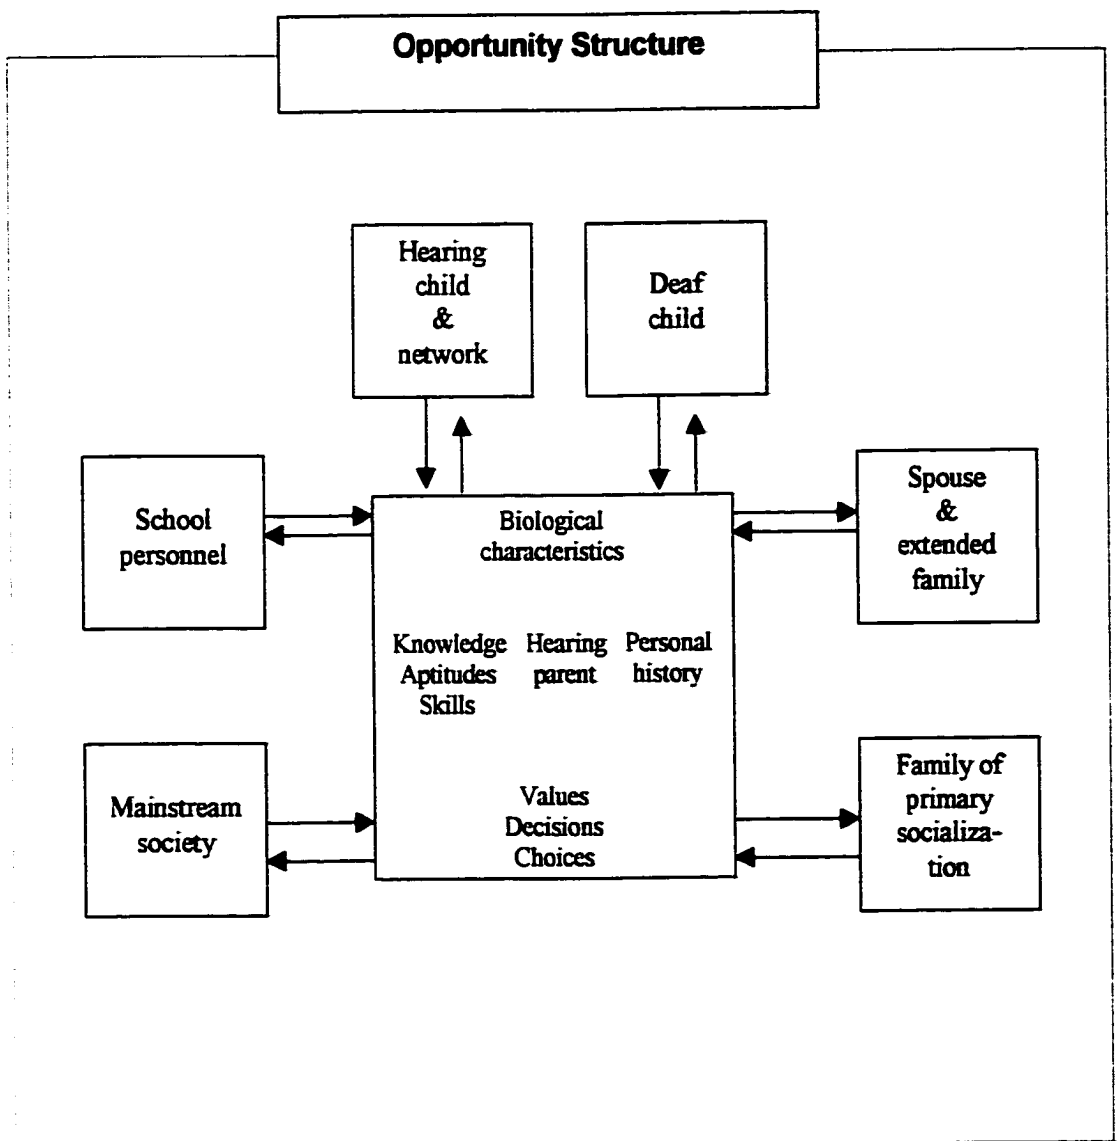 Opportunity Structure
Hearing
child
&
network
Deaf
child
School
personnel
Biological
characteristics
Spouse
&
extended
family
Knowledge Hearing Personal
Aptitudes parent history
Skills
Mainstream
society
Values
Decisions
Choices
Family of
primary
socializa-
tion